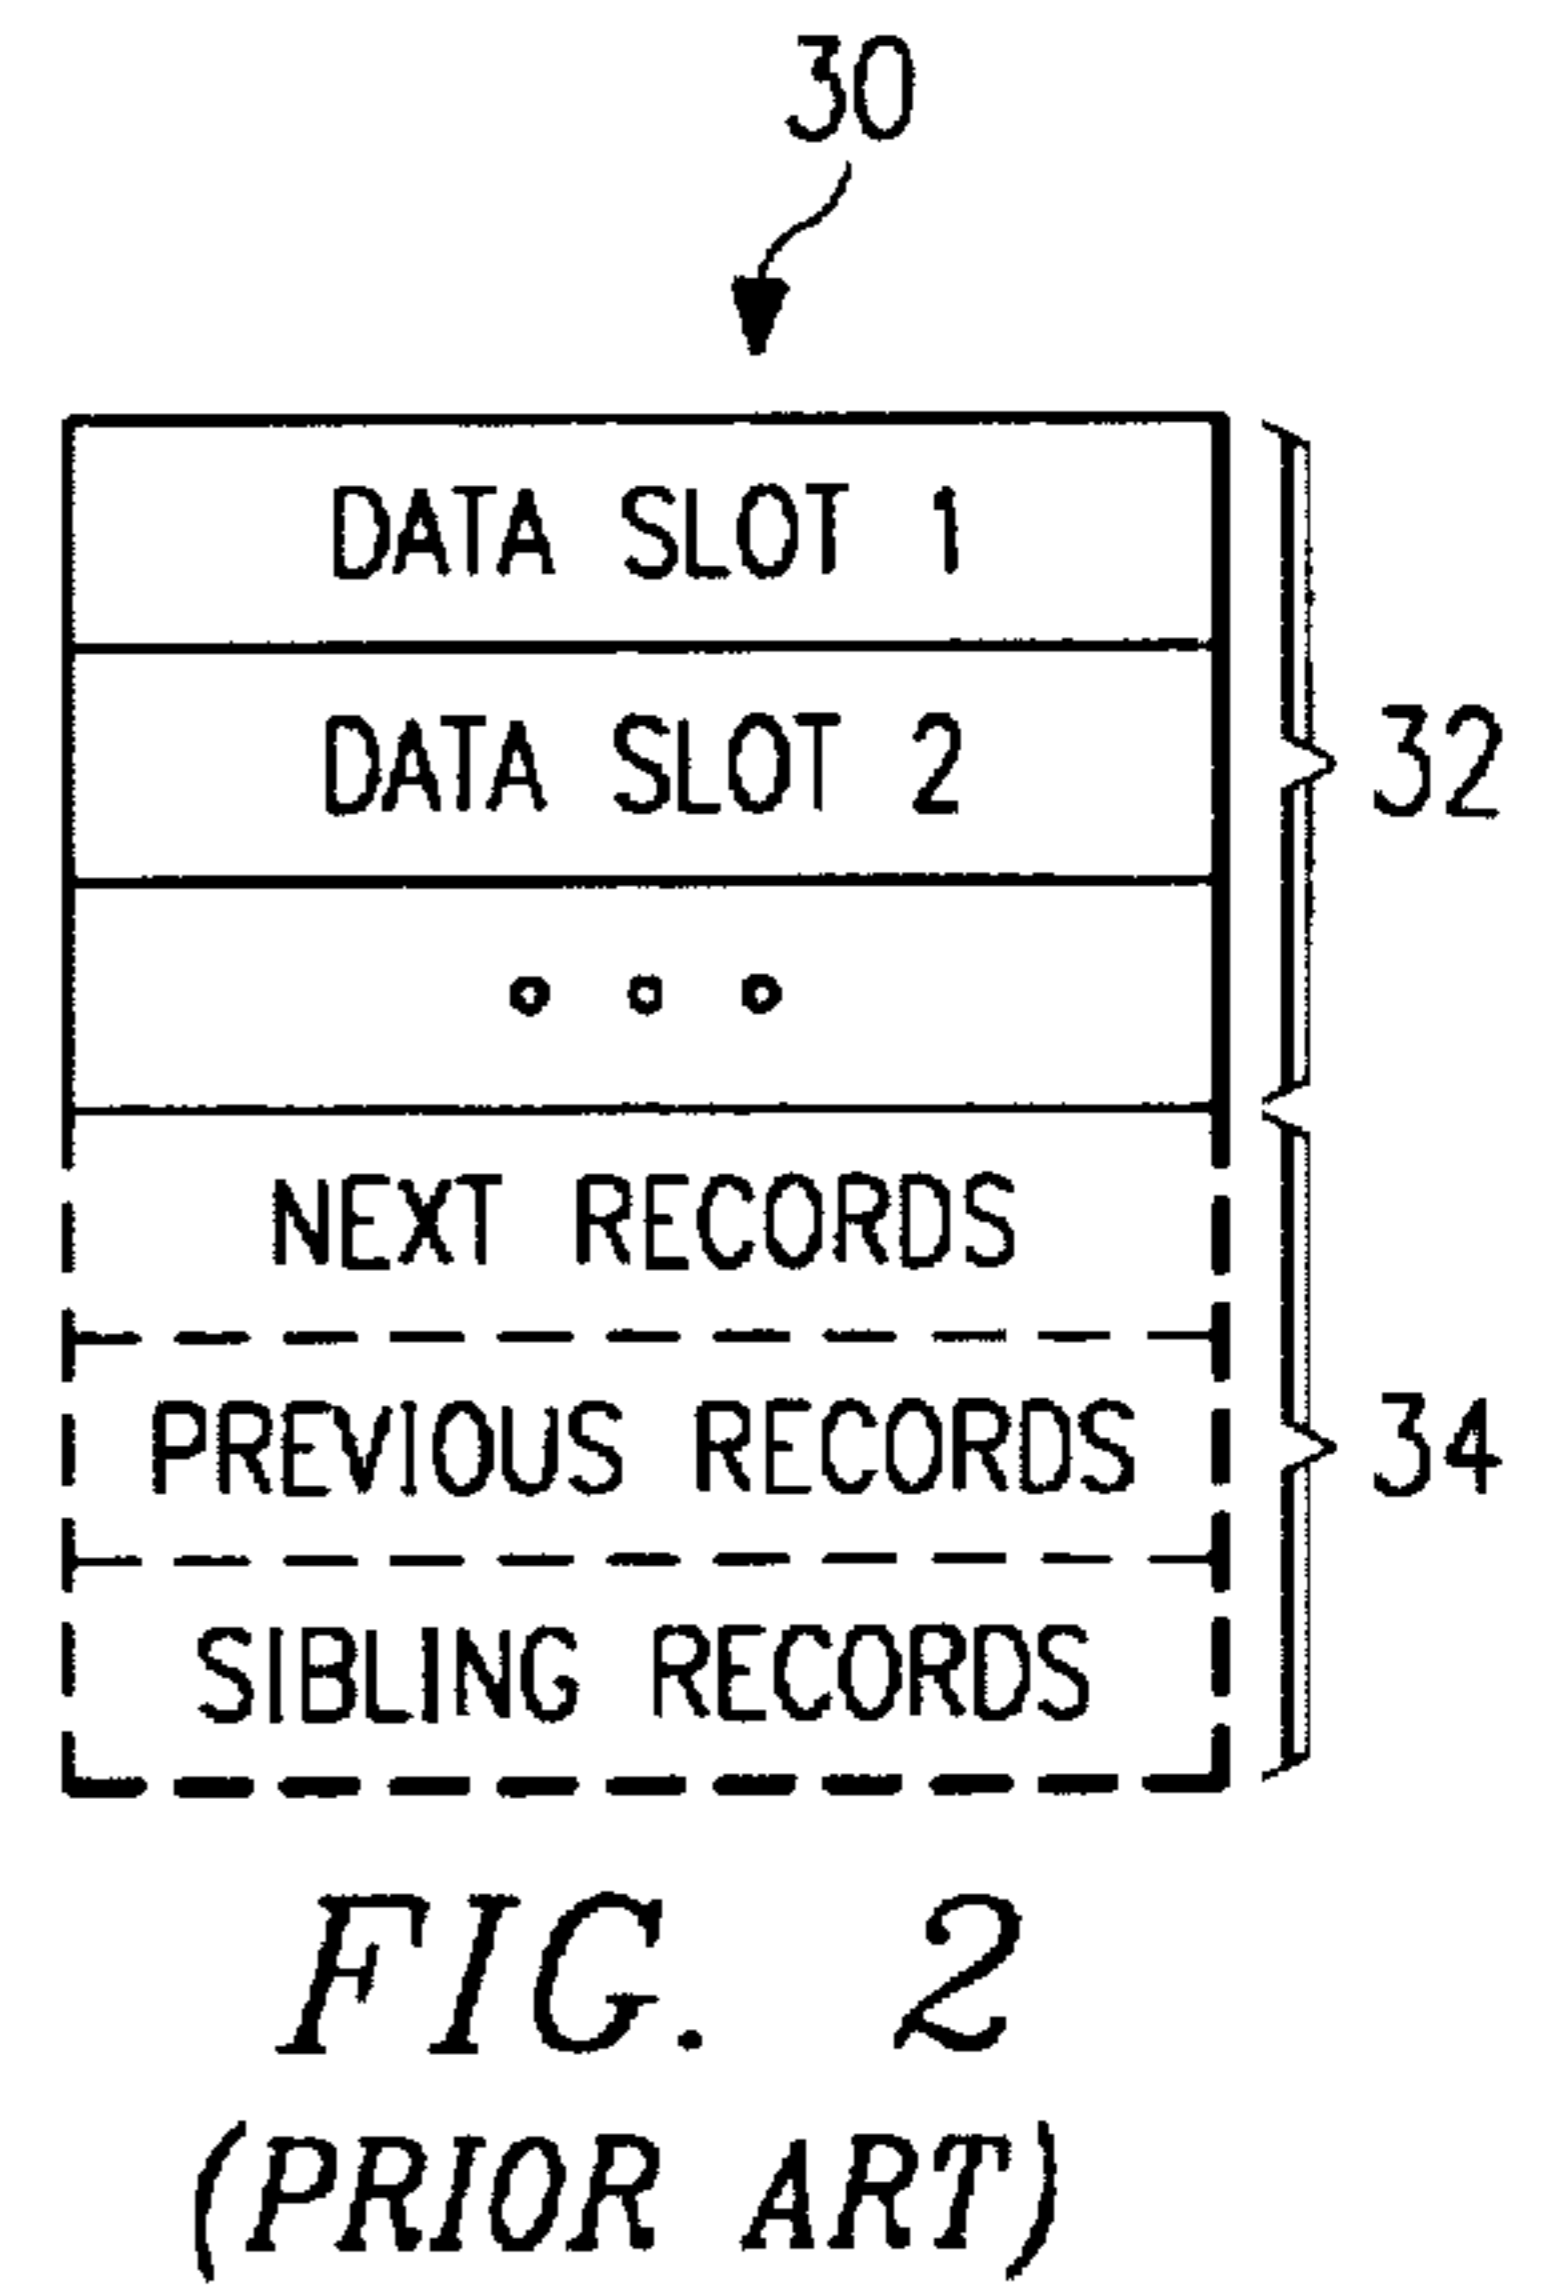 30
DATA SLOT 1
DATA SLOT 2
32
NEXT RECORDS
PREVIOUS RECORDS
34
SIBLING RECORDS
FIG. 2
(PRIOR ART)